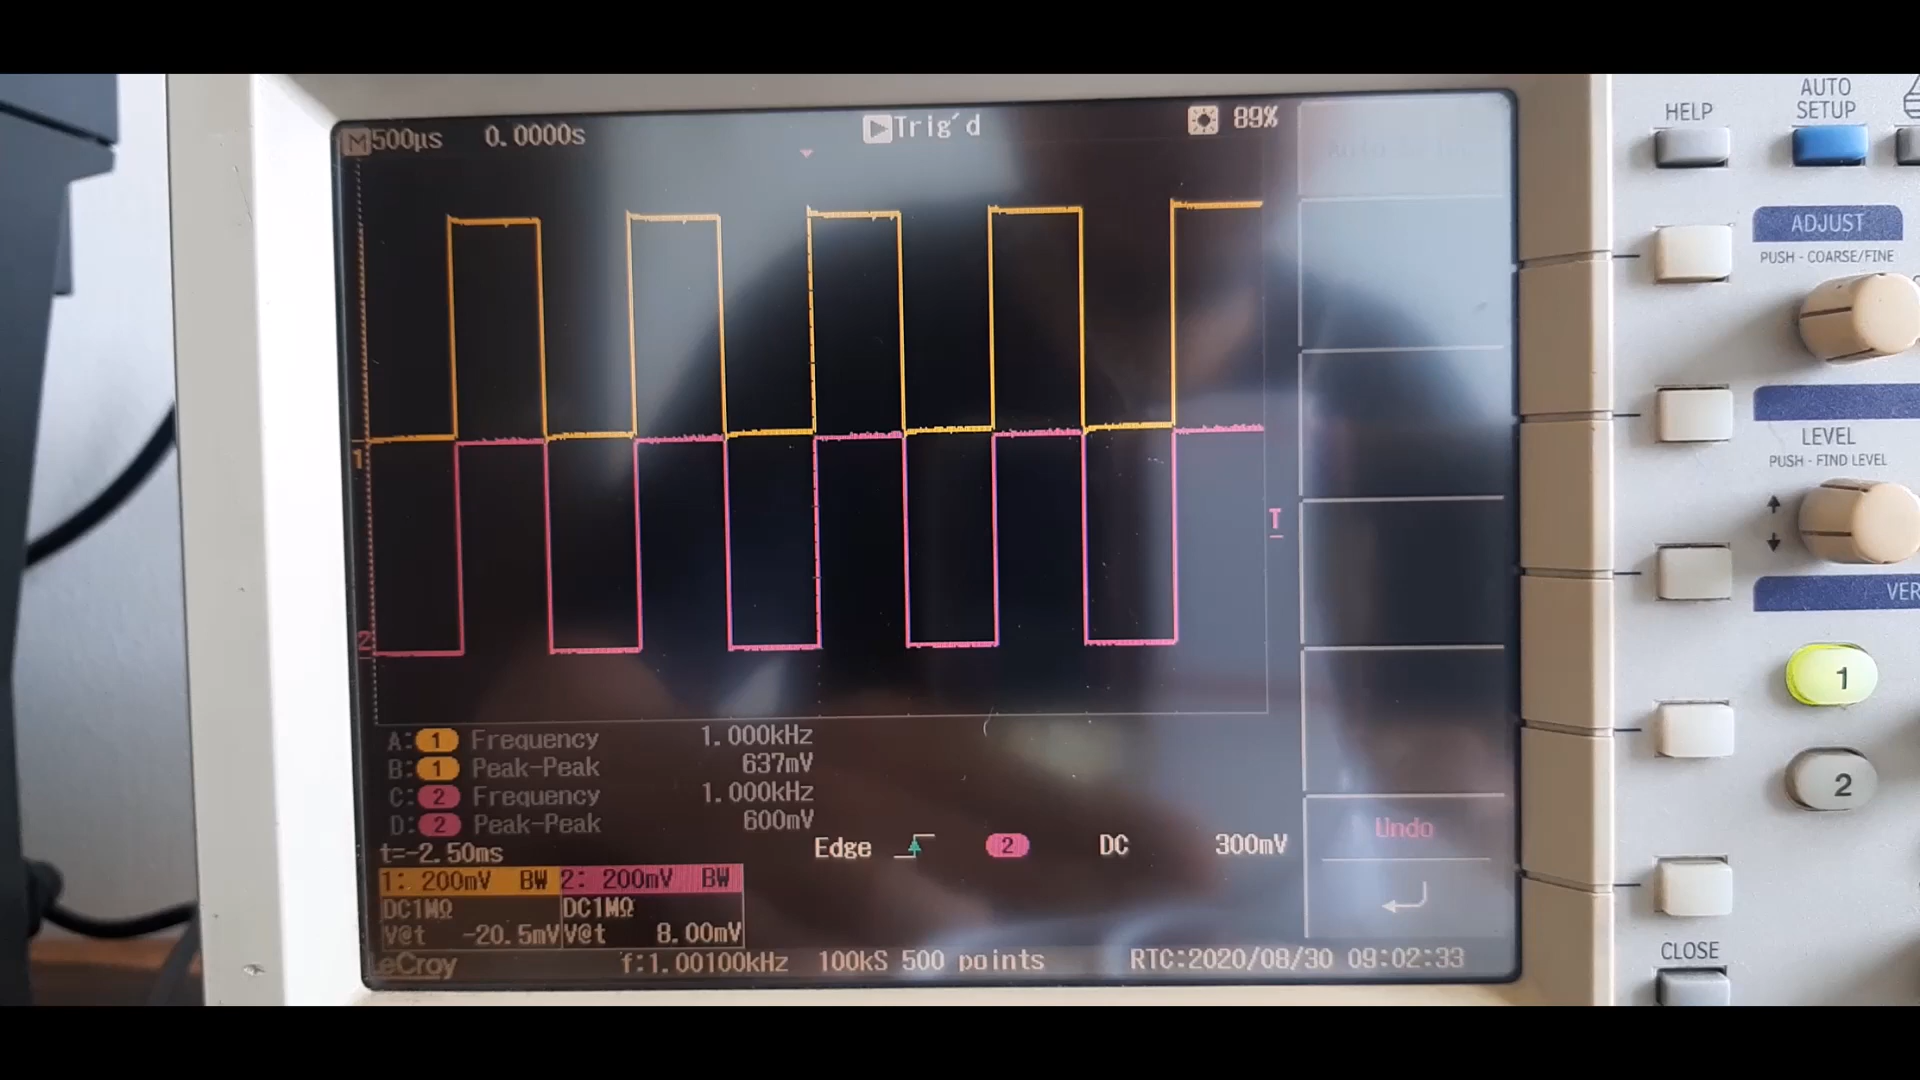 M 500µs 0.0000s Trig'd 89%
HELP
AUTO SETUP
ADJUST
PUSH - COARSE/FINE
LEVEL
PUSH - FIND LEVEL
1
T
2
VER
1
2
A: 1 Frequency 1.000kHz
B: 1 Peak-Peak 637mV
C: 2 Frequency 1.000kHz
D: 2 Peak-Peak 600mV
Undo
Edge 2 DC 300mV
t=-2.50ms
1: 200mV BW 2: 200mV BW
DC1MΩ DC1MΩ
V@t -20.5mV V@t 8.00mV
LeCroy f:1.00100kHz 100kS 500 points RTC:2020/08/30 09:02:33
CLOSE